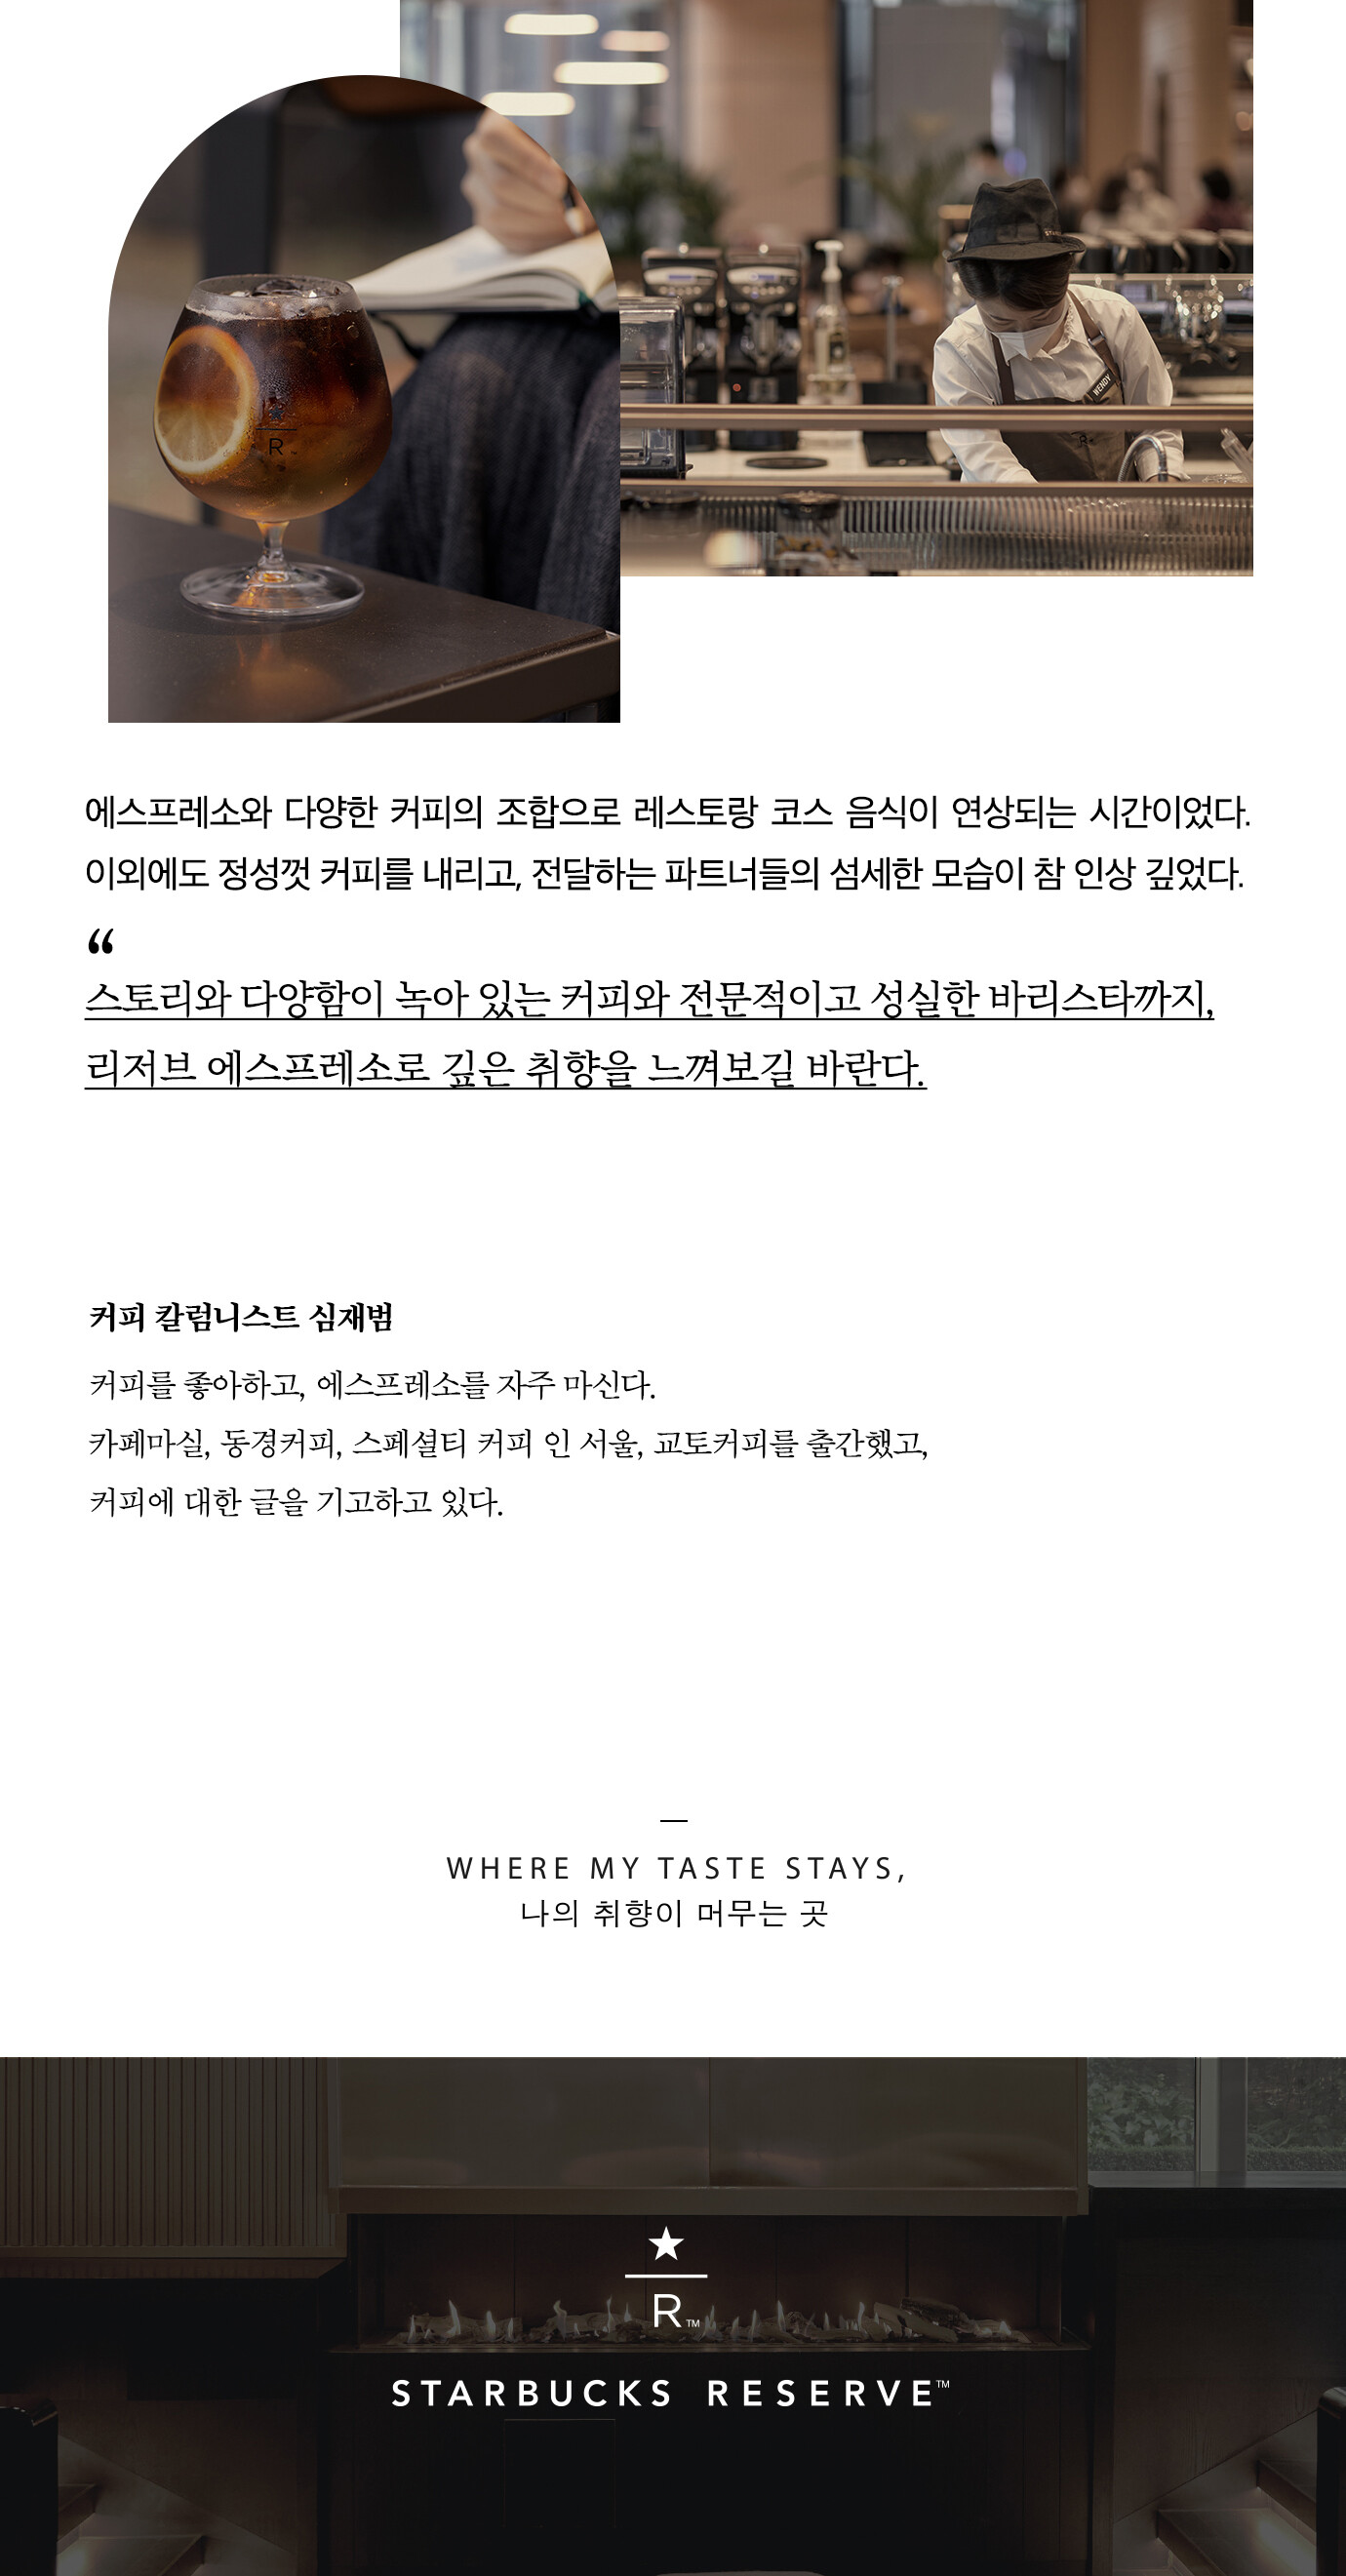 R
WENDY
R
에스프레소와 다양한 커피의 조합으로 레스토랑 코스 음식이 연상되는 시간이었다.
이외에도 정성껏 커피를 내리고, 전달하는 파트너들의 섬세한 모습이 참 인상 깊었다.
“
스토리와 다양함이 녹아 있는 커피와 전문적이고 성실한 바리스타까지,
리저브 에스프레소로 깊은 취향을 느껴보길 바란다.
커피 칼럼니스트 심재범
커피를 좋아하고, 에스프레소를 자주 마신다.
카페마실, 동경커피, 스페셜티 커피 인 서울, 교토커피를 출간했고,
커피에 대한 글을 기고하고 있다.
WHERE MY TASTE STAYS,
나의 취향이 머무는 곳
R™
STARBUCKS RESERVE™